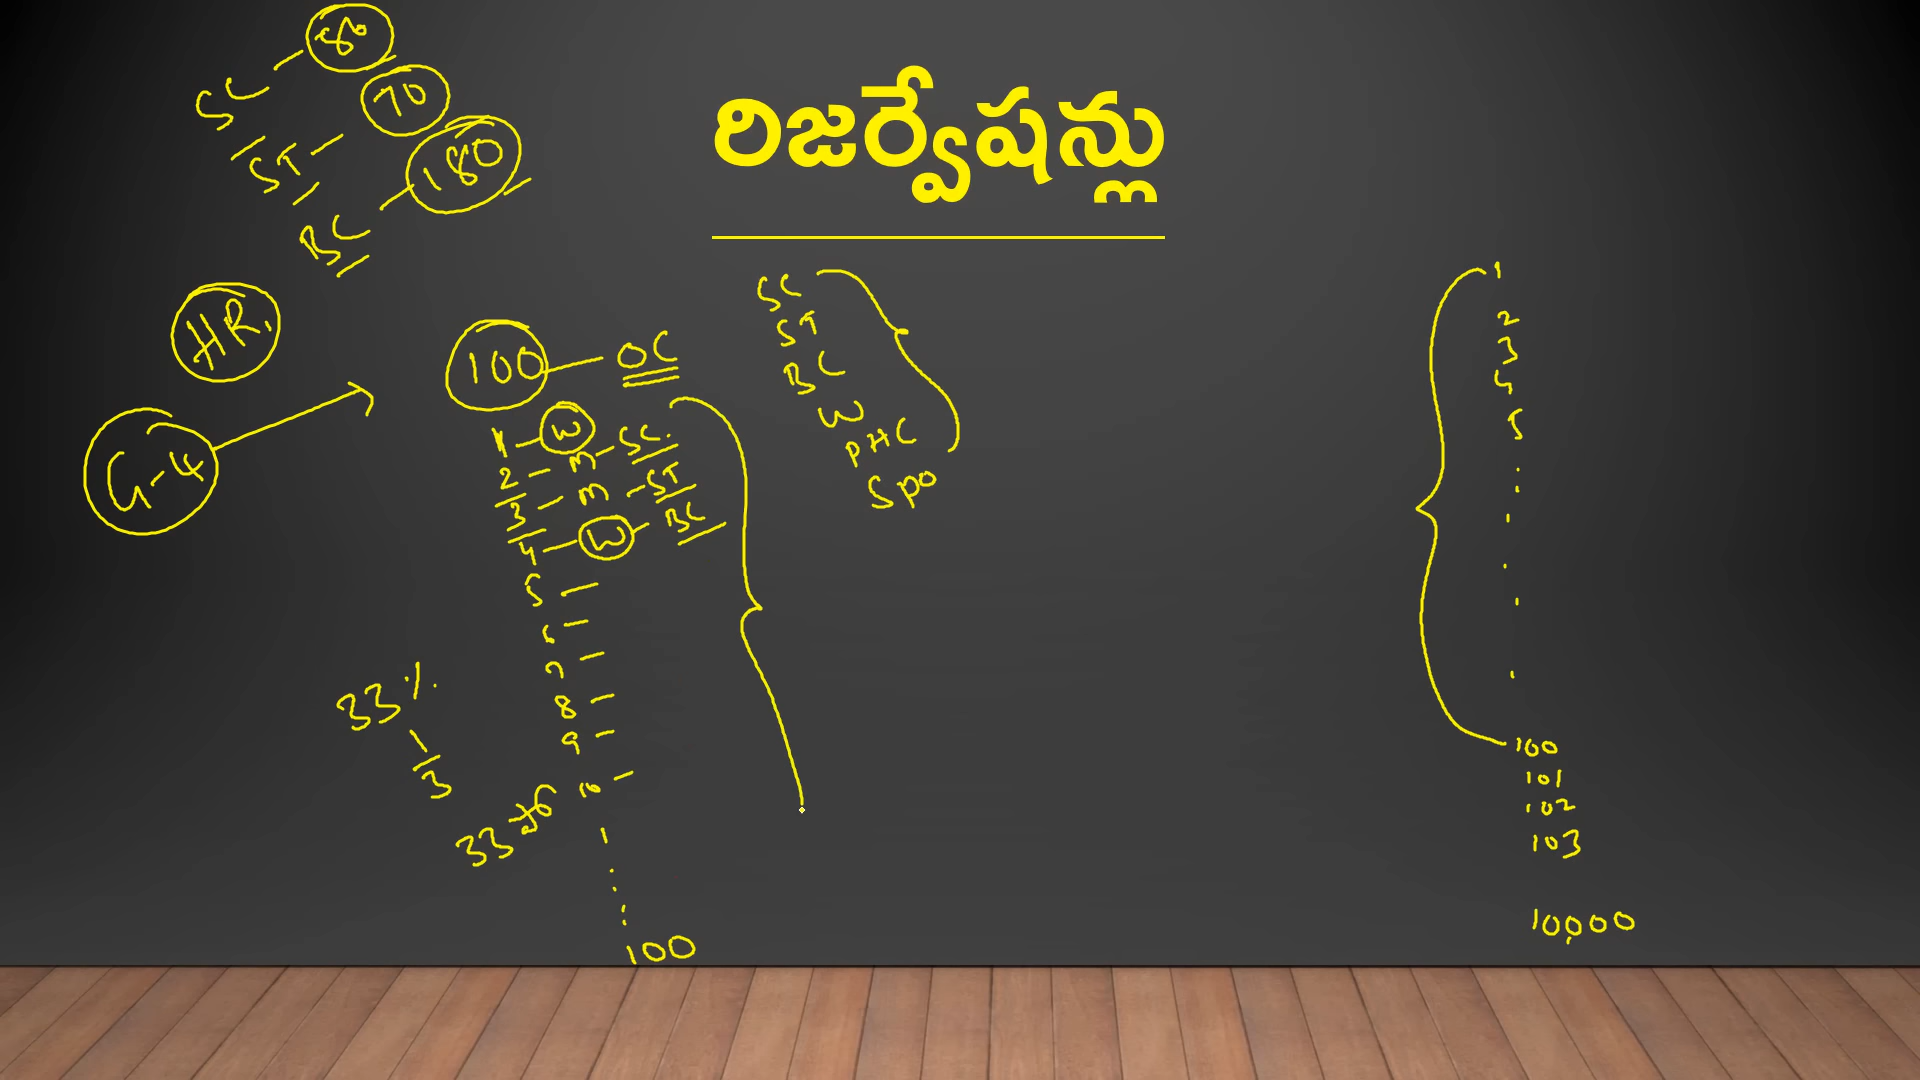 రిజర్వేషన్లు
SC - 80
ST - 70
BC - 180
HR.
G-4
100 - OC
1 - W
2 - M - SC.
3 - M - ST
4 - W - BC
5 -
6 -
7 -
8 -
9 -
10 -
100
33%
1/3
33
SC
ST
BC
W
PHC
Spo
1
2
3
4
5
100
101
102
103
10,000